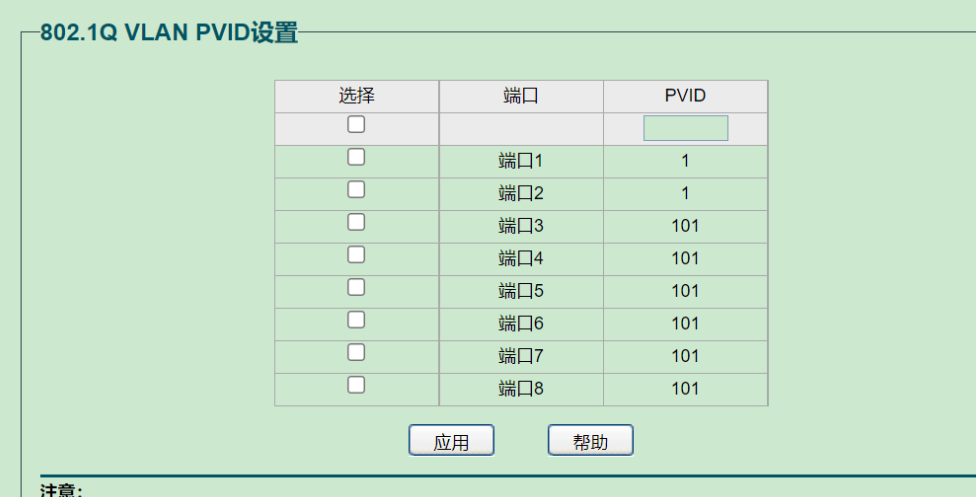 802.1Q VLAN PVID设置
选择 端口 PVID
端口1 1
端口2 1
端口3 101
端口4 101
端口5 101
端口6 101
端口7 101
端口8 101
应用 帮助
注意: